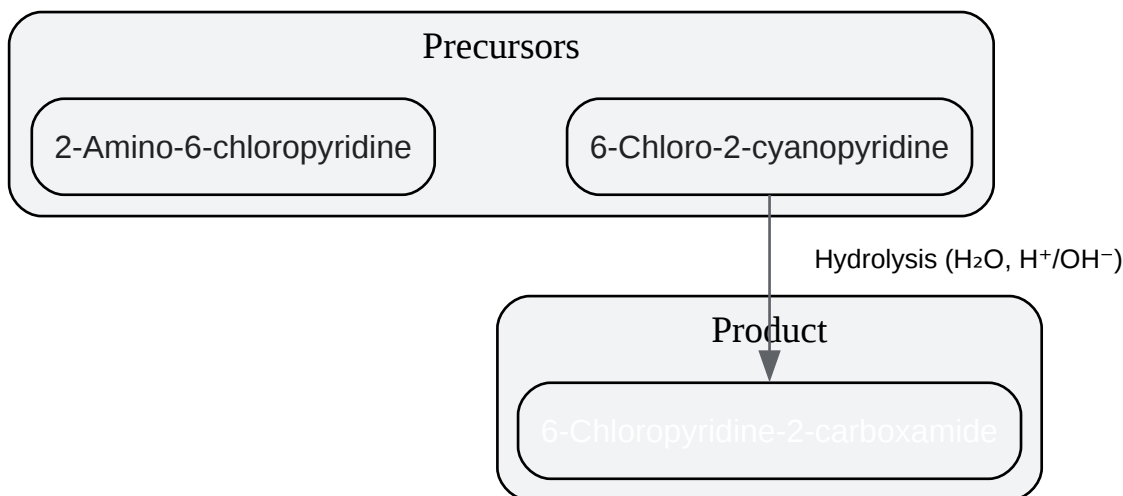 Precursors
2-Amino-6-chloropyridine
6-Chloro-2-cyanopyridine
Hydrolysis (H₂O, H⁺/OH⁻)
Product
6-Chloropyridine-2-carboxamide